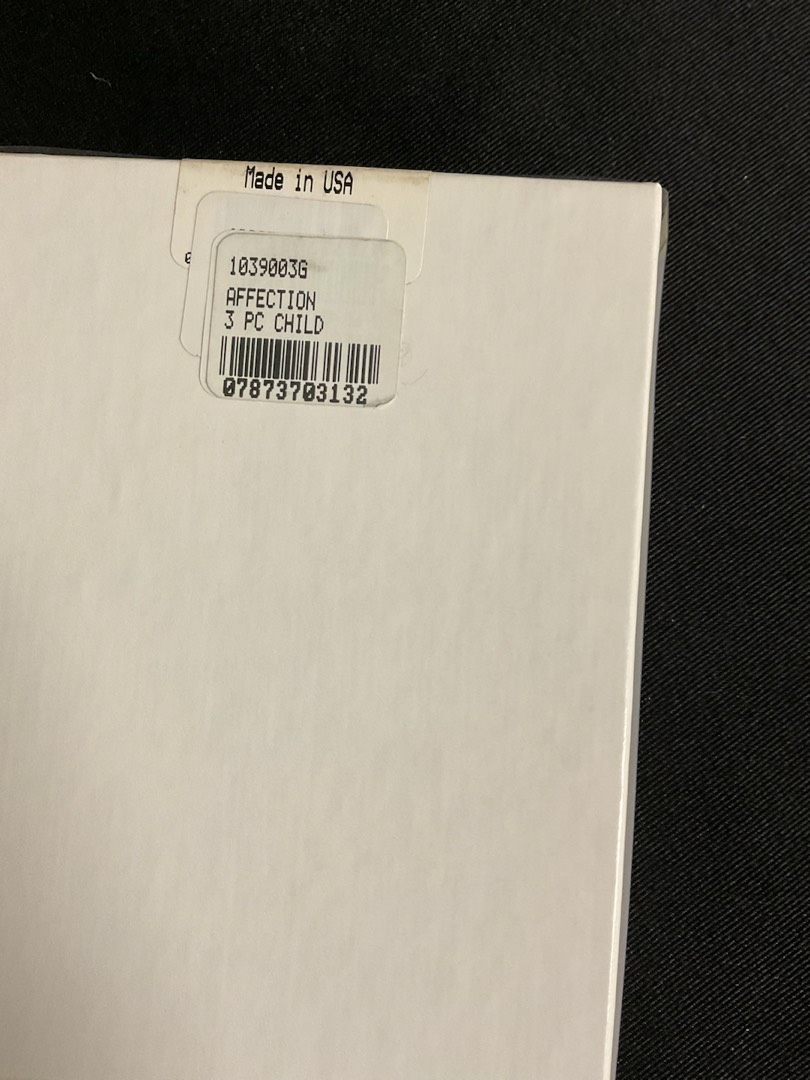 Made in USA
1039003G
AFFECTION
3 PC CHILD
07873703132